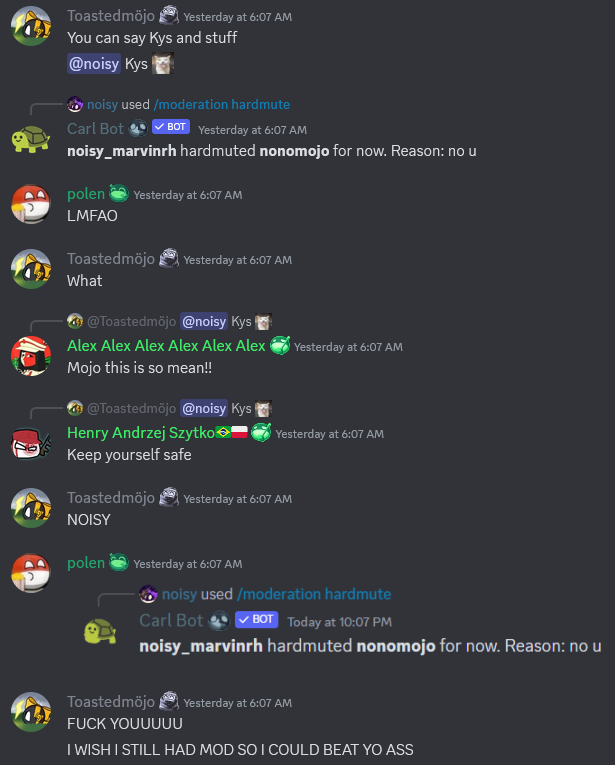 Toastedmöjo Yesterday at 6:07 AM
You can say Kys and stuff
@noisy Kys
noisy used /moderation hardmute
Carl Bot BOT Yesterday at 6:07 AM
noisy_marvinrh hardmuted nonomojo for now. Reason: no u
polen Yesterday at 6:07 AM
LMFAO
Toastedmöjo Yesterday at 6:07 AM
What
@Toastedmöjo @noisy Kys
Alex Alex Alex Alex Alex Alex Yesterday at 6:07 AM
Mojo this is so mean!!
@Toastedmöjo @noisy Kys
Henry Andrzej Szytko🇧🇷🇵🇱 Yesterday at 6:07 AM
Keep yourself safe
Toastedmöjo Yesterday at 6:07 AM
NOISY
polen Yesterday at 6:07 AM
noisy used /moderation hardmute
Carl Bot BOT Today at 10:07 PM
noisy_marvinrh hardmuted nonomojo for now. Reason: no u
Toastedmöjo Yesterday at 6:07 AM
FUCK YOUUUUU
I WISH I STILL HAD MOD SO I COULD BEAT YO ASS